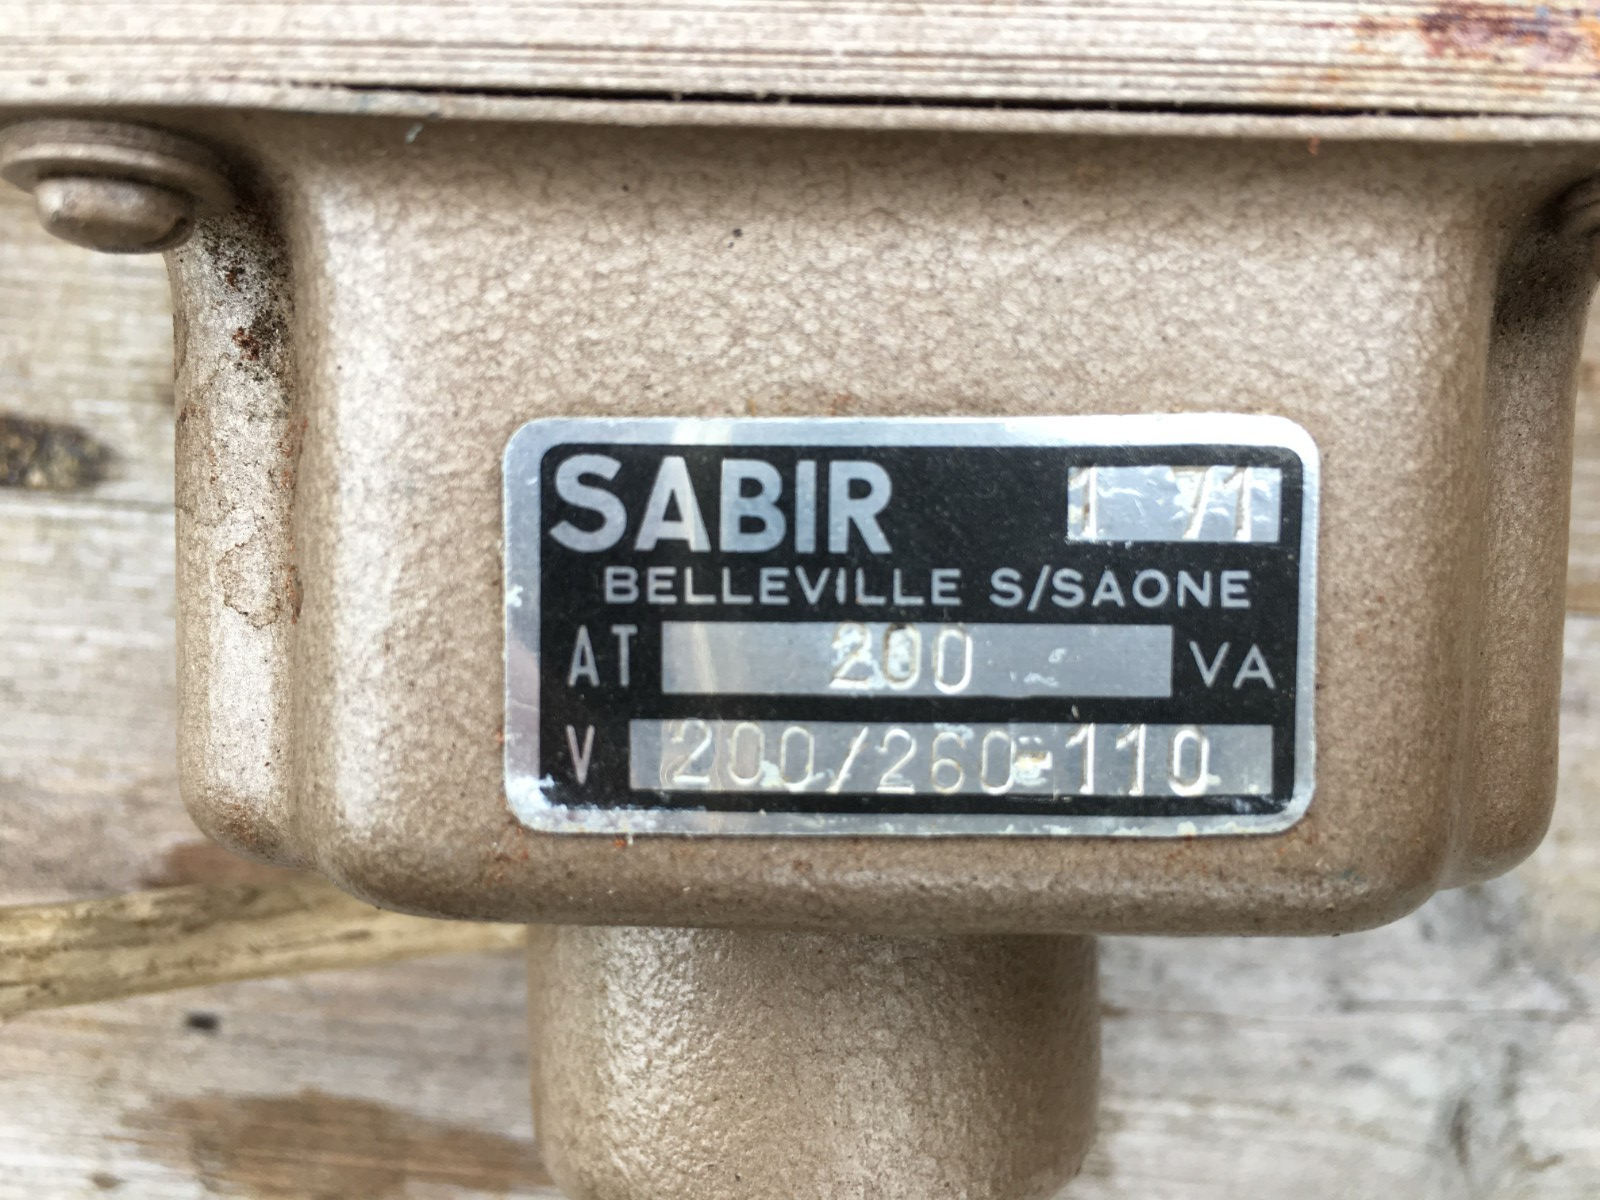 SABIR 1 71
BELLEVILLE S/SAONE
AT 200 VA
V 200/260-110